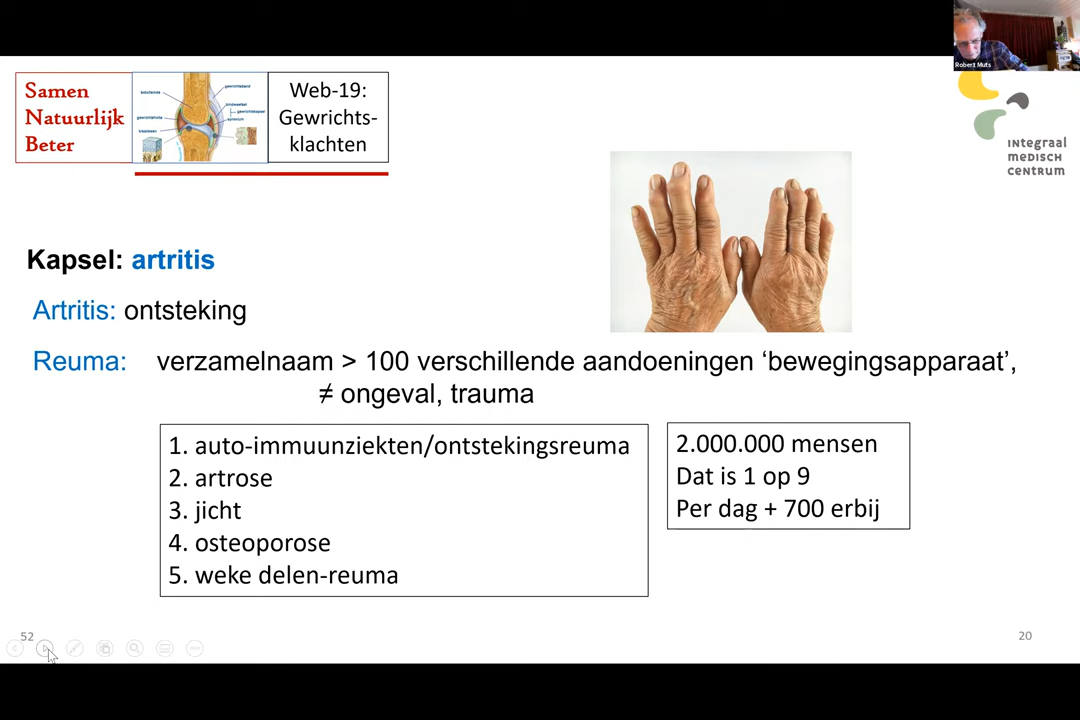 Robert Muts
Samen
Natuurlijk
Beter
Web-19:
Gewrichts-
klachten
INTEGRAAL
MEDISCH
CENTRUM
Kapsel: artritis
Artritis: ontsteking
Reuma: verzamelnaam > 100 verschillende aandoeningen ‘bewegingsapparaat’,
≠ ongeval, trauma
1. auto-immuunziekten/ontstekingsreuma
2. artrose
3. jicht
4. osteoporose
5. weke delen-reuma
2.000.000 mensen
Dat is 1 op 9
Per dag + 700 erbij
52
20